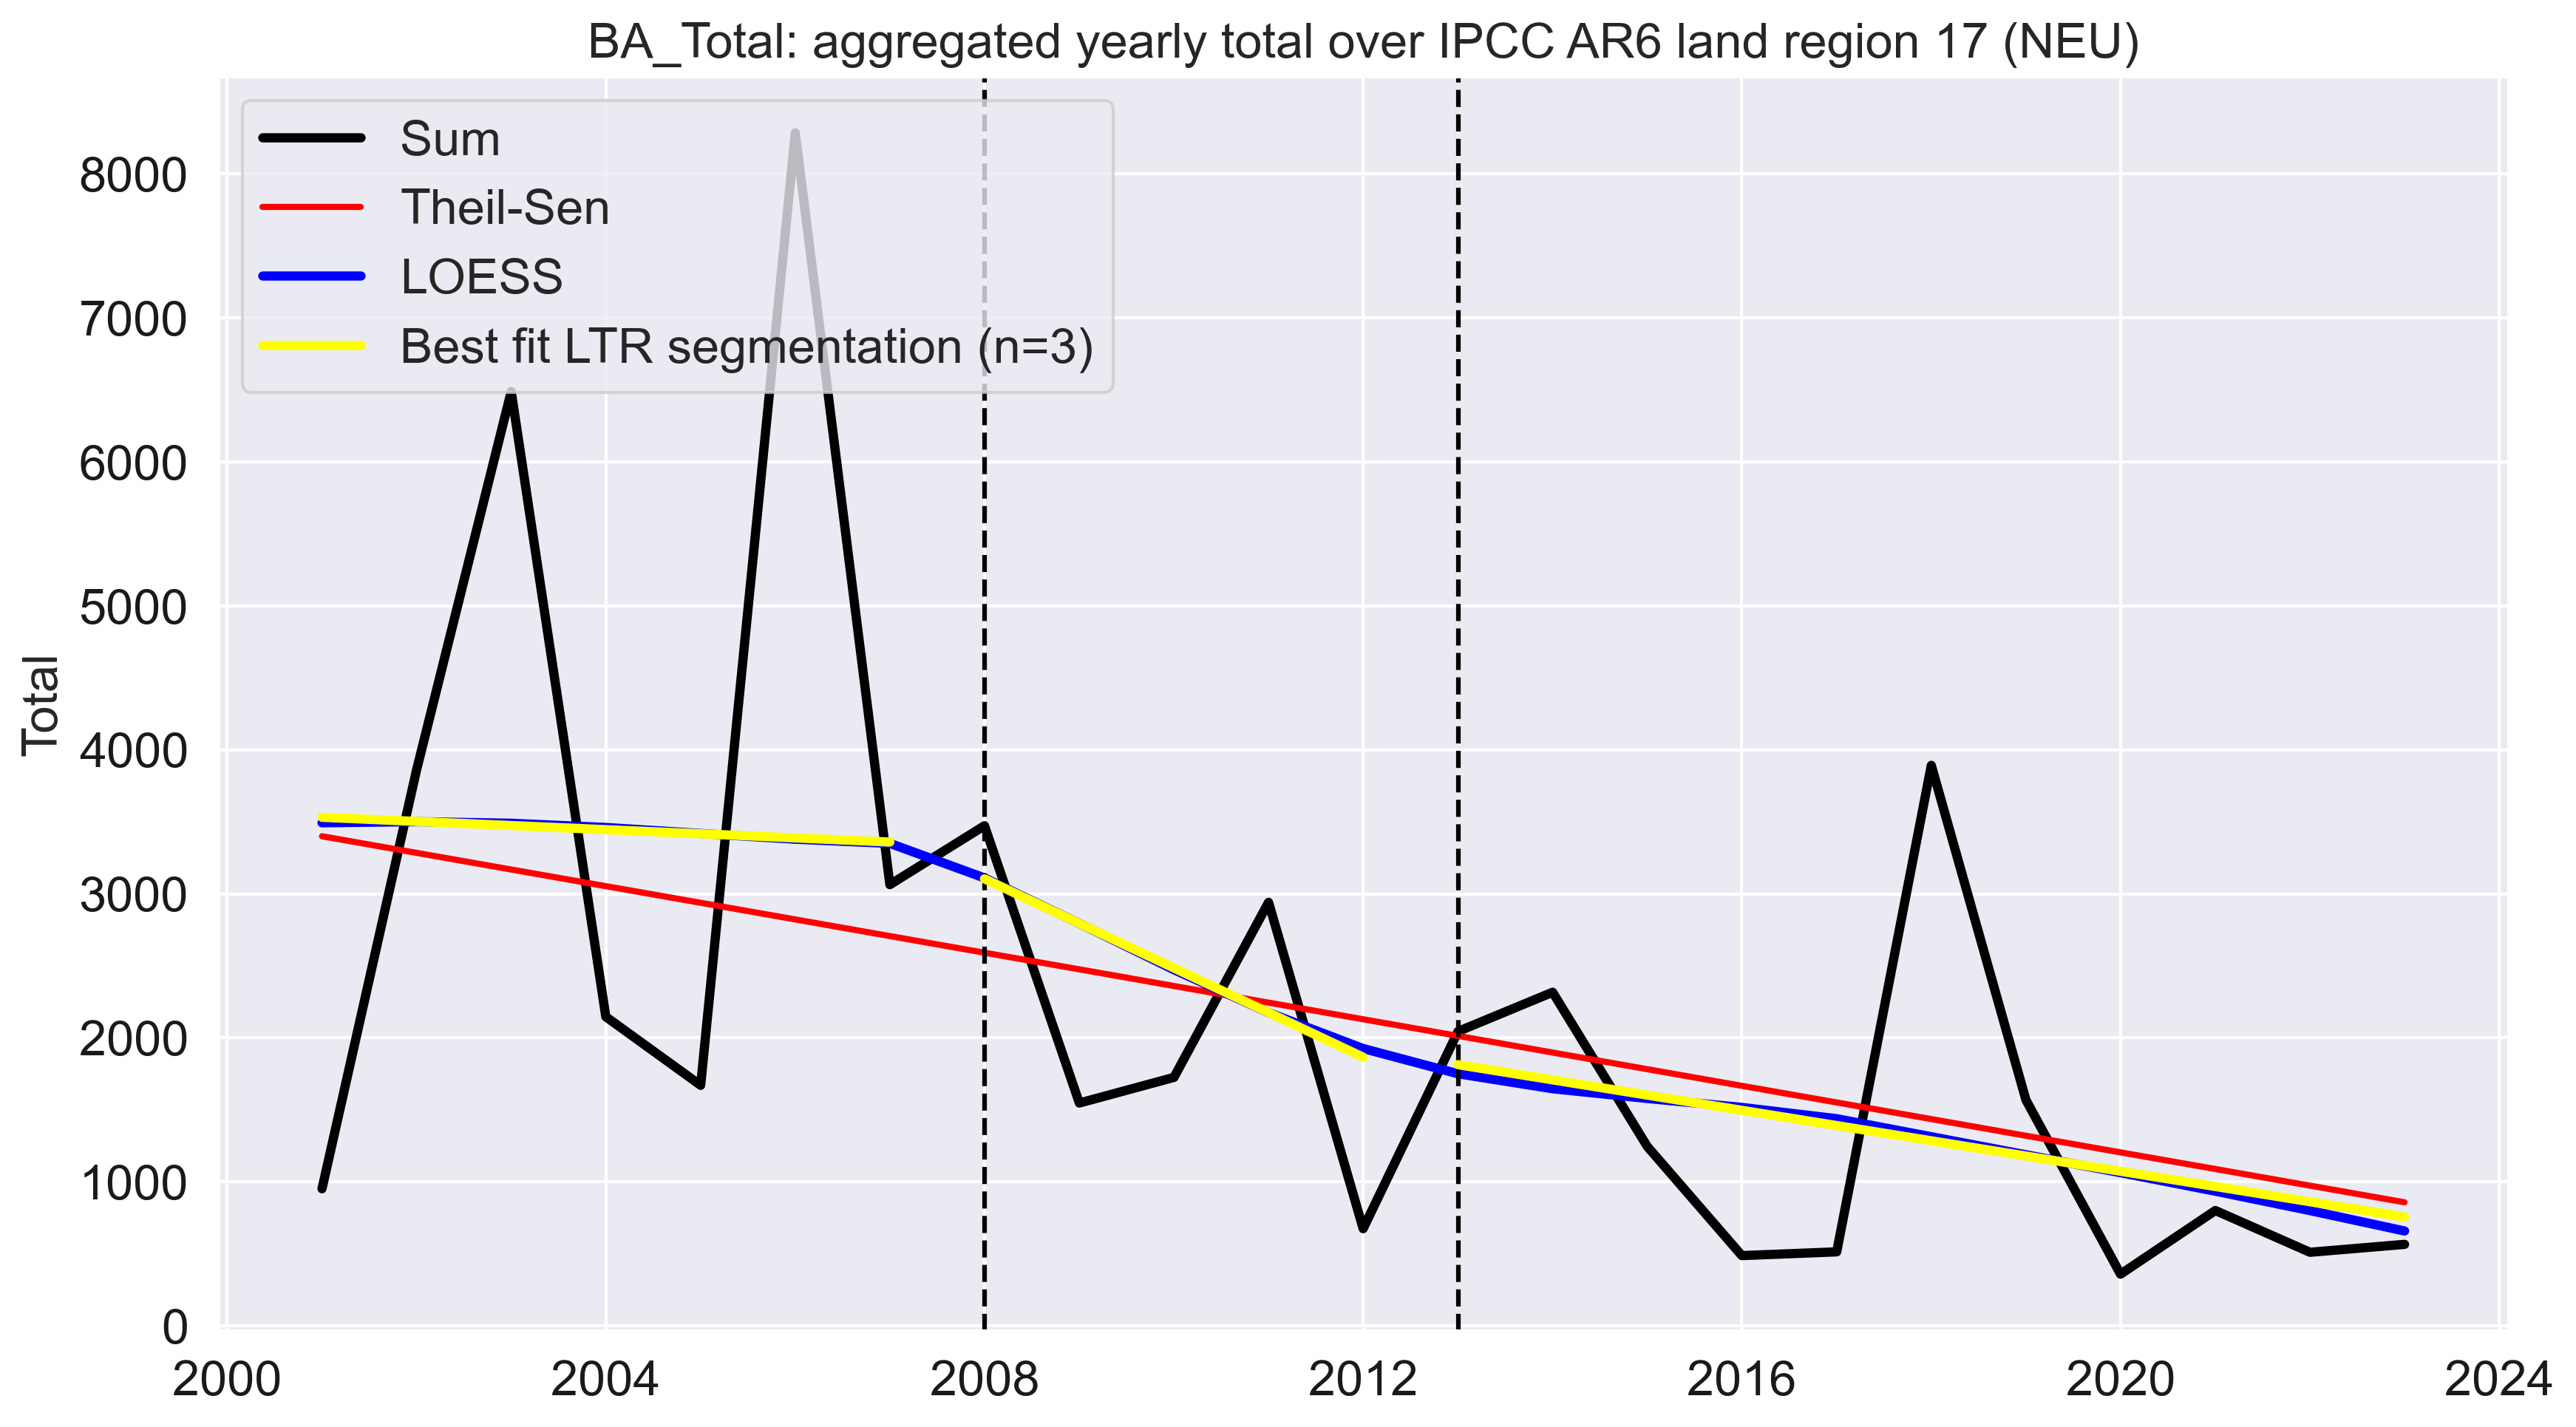 BA_Total: aggregated yearly total over IPCC AR6 land region 17 (NEU)
Sum
Theil-Sen
LOESS
Best fit LTR segmentation (n=3)
Total
8000
7000
6000
5000
4000
3000
2000
1000
0
2000 2004 2008 2012 2016 2020 2024